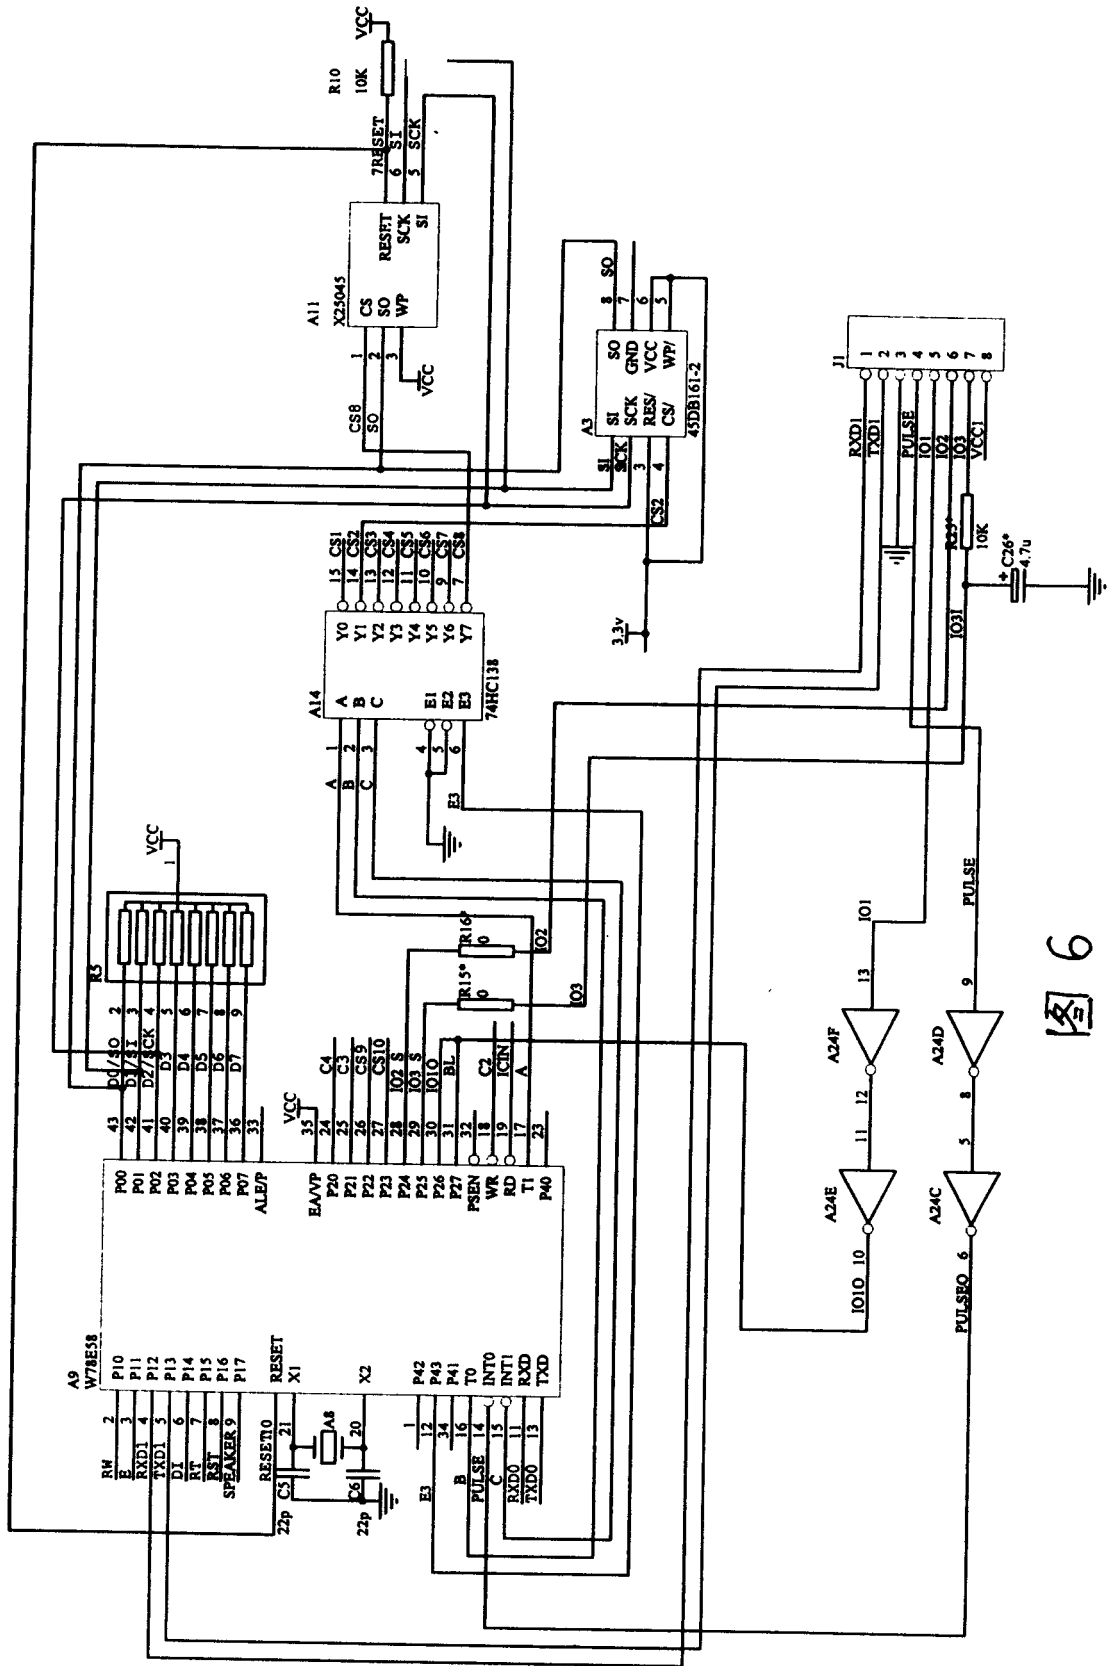 A9
W78E58
RW 2 P10
E 3 P11
RXD1 4 P12
TXD1 5 P13
DI 6 P14
RT 7 P15
RST 8 P16
SPEAKER 9 P17
RESET 10 RESET
21 X1
20 X2
C5
22p
C6
22p
A8
1 P42
E3 12 P43
34 P41
B 16 T0
PULSE 14 INT0
C 15 INT1
RXD0 11 RXD
TXD0 13 TXD
P00 43 D0/SO 2
P01 42 D1/SI 3
P02 41 D2/SCK 4
P03 40 D3 5
P04 39 D4 6
P05 38 D5 7
P06 37 D6 8
P07 36 D7 9
ALE/P 33
R5
1
VCC
EA/VP 35 VCC
P20 24 C4
P21 25 C3
P22 26 CS9
P23 27 CS10
P24 28 IO2 S
P25 29 IO3 S
P26 30 IO1O
P27 31 BL
PSEN 32
WR 18 C2
RD 19 ICIN
T1 17 A
P40 23
R16*
0
IO2
R15*
0
IO3
A14
74HC138
A 1 A
B 2 B
C 3 C
4 E1
5 E2
E3 6 E3
Y0 15 CS1
Y1 14 CS2
Y2 13 CS3
Y3 12 CS4
Y4 11 CS5
Y5 10 CS6
Y6 9 CS7
Y7 7 CS8
A11
X25045
CS8 1 CS
SO 2 SO
3 WP
VCC
RESET 7 RESET
SCK 6 SI
SI 5 SCK
R10
10K
VCC
A3
45DB161-2
SI SI
SCK SCK
3 RES/
CS2 4 CS/
SO 8 SO
GND 7
VCC 6
WP/ 5
3.3v
J1
RXD1 1
TXD1 2
3
PULSE 4
IO1 5
IO2 6
IO3 7
VCC1 8
R25*
10K
C26*
+
4.7u
IO3I
A24F
IO1 13
12
A24E
11
IO1O 10
A24D
PULSE 9
8
A24C
5
PULSEO 6
图 6